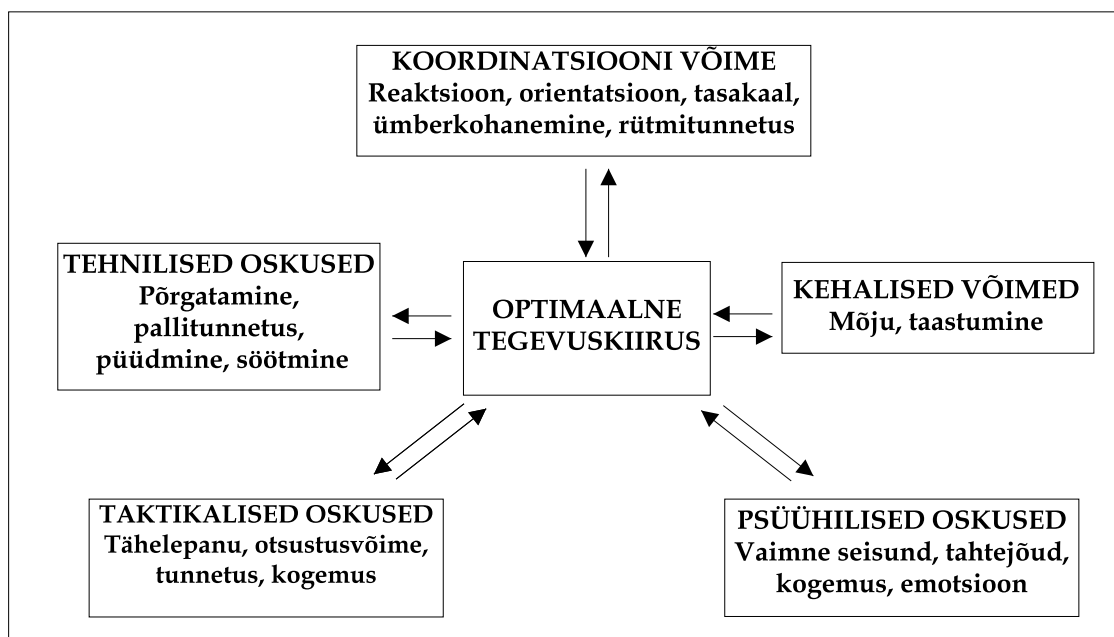 KOORDINATSIOONI VÕIME
Reaktsioon, orientatsioon, tasakaal,
ümberkohanemine, rütmitunnetus
TEHNILISED OSKUSED
Põrgatamine,
pallitunnetus,
püüdmine, söötmine
OPTIMAALNE
TEGEVUSKIIRUS
KEHALISED VÕIMED
Mõju, taastumine
TAKTIKALISED OSKUSED
Tähelepanu, otsustusvõime,
tunnetus, kogemus
PSÜÜHILISED OSKUSED
Vaimne seisund, tahtejõud,
kogemus, emotsioon